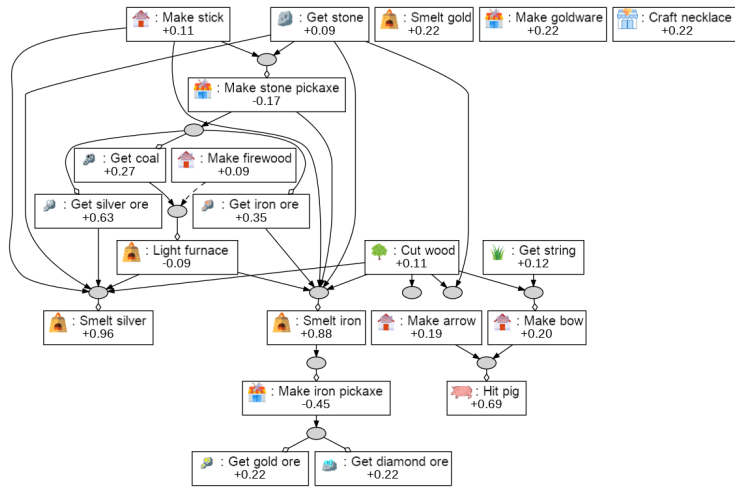 : Make stick
+0.11
: Get stone
+0.09
: Smelt gold
+0.22
: Make goldware
+0.22
: Craft necklace
+0.22
: Make stone pickaxe
-0.17
: Get coal
+0.27
: Make firewood
+0.09
: Get silver ore
+0.63
: Get iron ore
+0.35
: Light furnace
-0.09
: Cut wood
+0.11
: Get string
+0.12
: Smelt silver
+0.96
: Smelt iron
+0.88
: Make arrow
+0.19
: Make bow
+0.20
: Make iron pickaxe
-0.45
: Hit pig
+0.69
: Get gold ore
+0.22
: Get diamond ore
+0.22